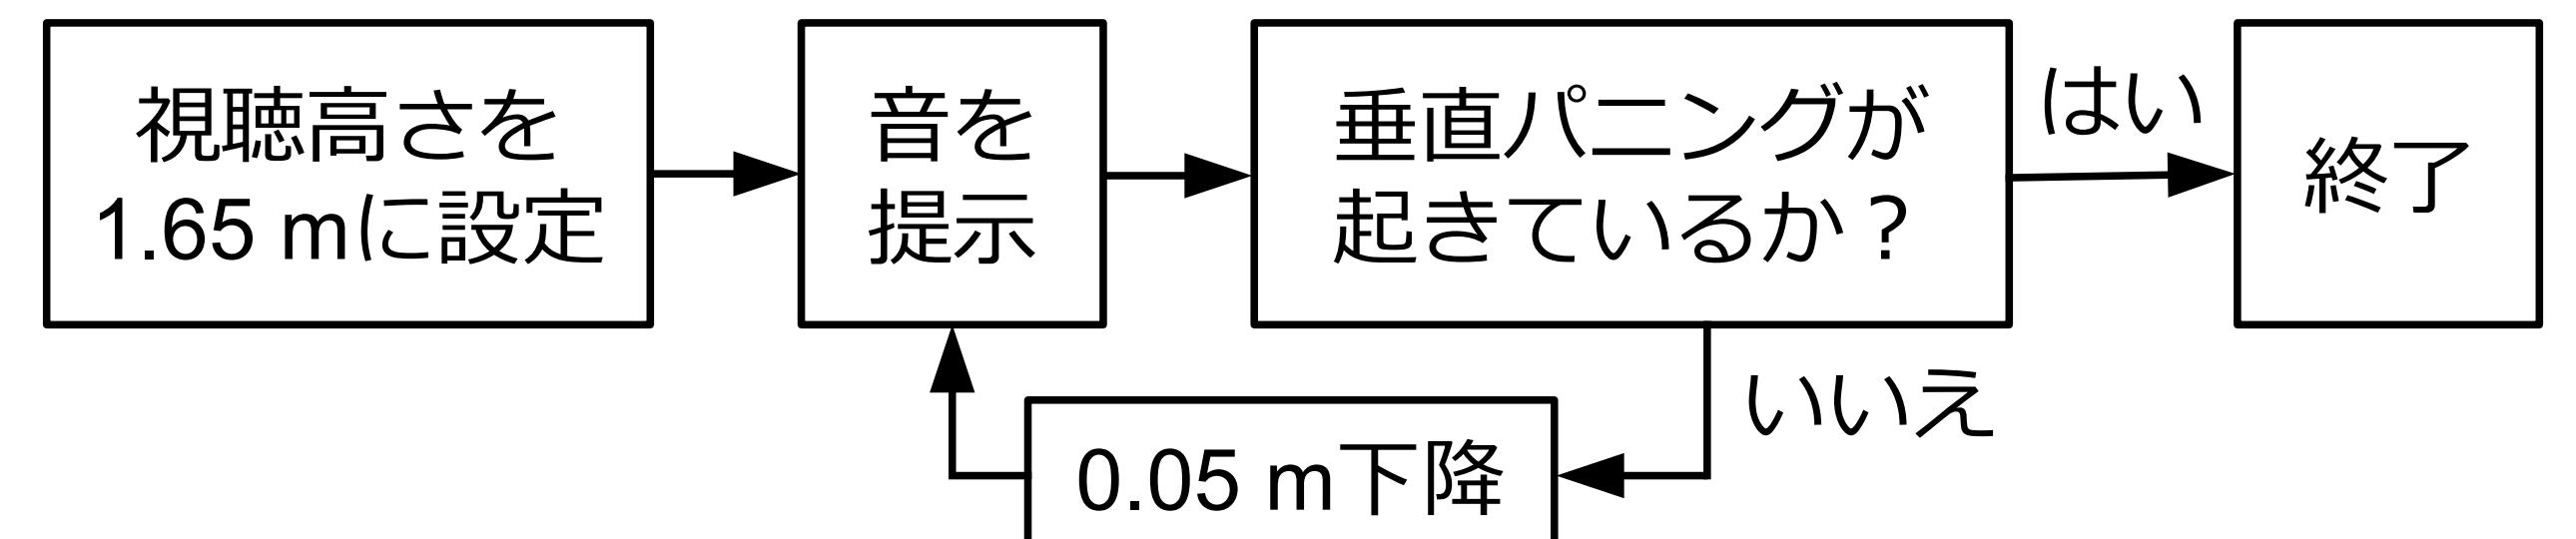 視聴高さを
1.65 mに設定
音を
提示
垂直パニングが
起きているか？
はい
終了
いいえ
0.05 m下降